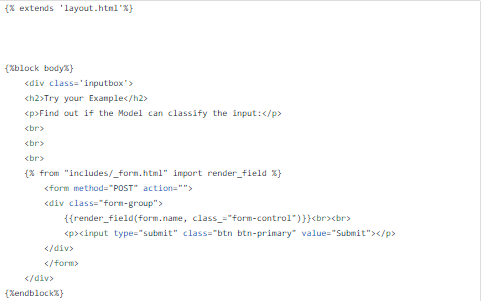 {% extends 'layout.html'%}
{%block body%}
<div class='inputbox'>
<h2>Try your Example</h2>
<p>Find out if the Model can classify the input:</p>
<br>
<br>
<br>
{% from "includes/_form.html" import render_field %}
<form method="POST" action="">
<div class="form-group">
{{render_field(form.name, class_="form-control")}}<br><br>
<p><input type="submit" class="btn btn-primary" value="Submit"></p>
</div>
</form>
</div>
{%endblock%}